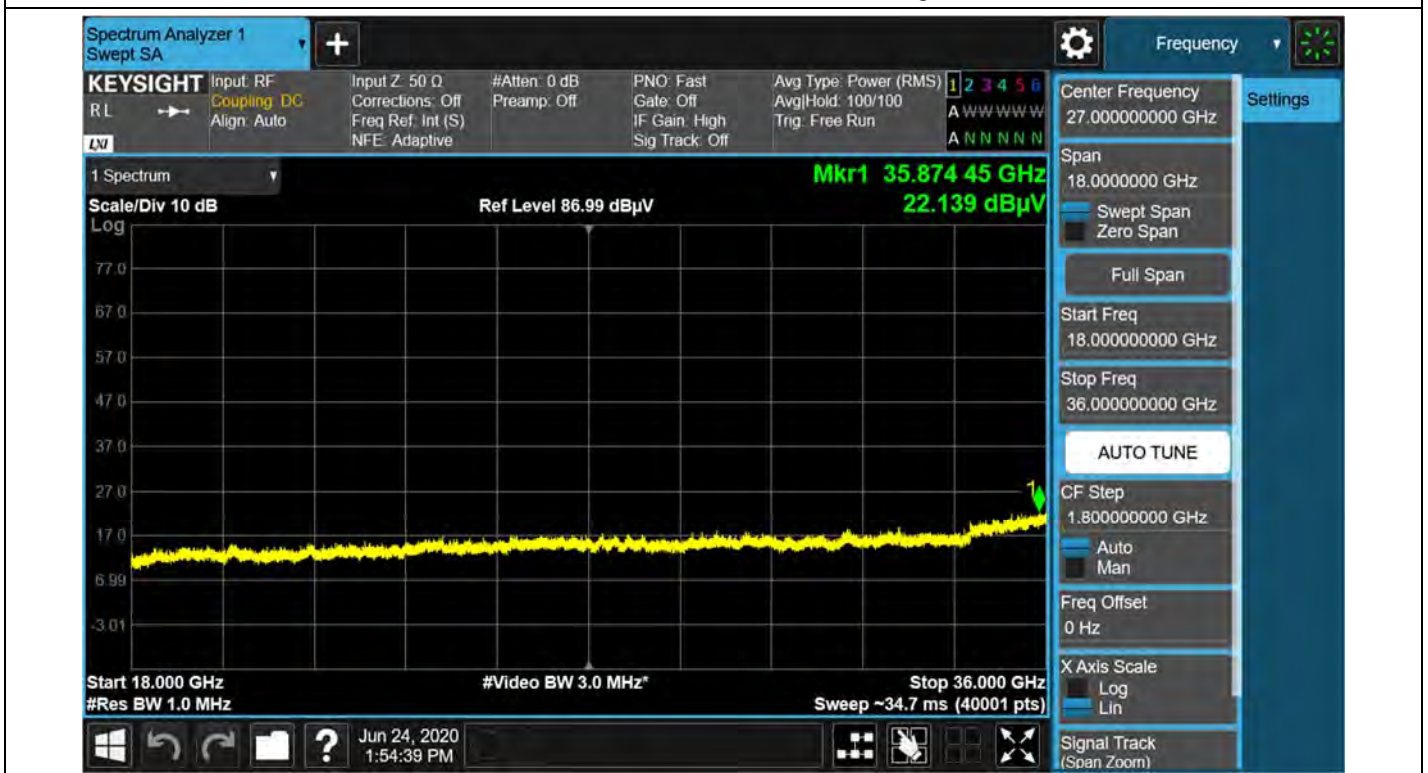 Spectrum Analyzer 1
Swept SA
+
Frequency
KEYSIGHT
R L
LXI
Input: RF
Coupling: DC
Align: Auto
Input Z: 50 Ω
Corrections: Off
Freq Ref: Int (S)
NFE: Adaptive
#Atten: 0 dB
Preamp: Off
PNO: Fast
Gate: Off
IF Gain: High
Sig Track: Off
Avg Type: Power (RMS)
Avg|Hold: 100/100
Trig: Free Run
1 2 3 4 5 6
A W W W W W
A N N N N N
1 Spectrum
Scale/Div 10 dB
Log
Ref Level 86.99 dBµV
Mkr1 35.874 45 GHz
22.139 dBµV
77.0
67.0
57.0
47.0
37.0
27.0
17.0
6.99
-3.01
1
Start 18.000 GHz
#Res BW 1.0 MHz
#Video BW 3.0 MHz*
Stop 36.000 GHz
Sweep ~34.7 ms (40001 pts)
Center Frequency
27.000000000 GHz
Span
18.0000000 GHz
Swept Span
Zero Span
Full Span
Start Freq
18.000000000 GHz
Stop Freq
36.000000000 GHz
AUTO TUNE
CF Step
1.800000000 GHz
Auto
Man
Freq Offset
0 Hz
X Axis Scale
Log
Lin
Signal Track
(Span Zoom)
Settings
?
Jun 24, 2020
1:54:39 PM